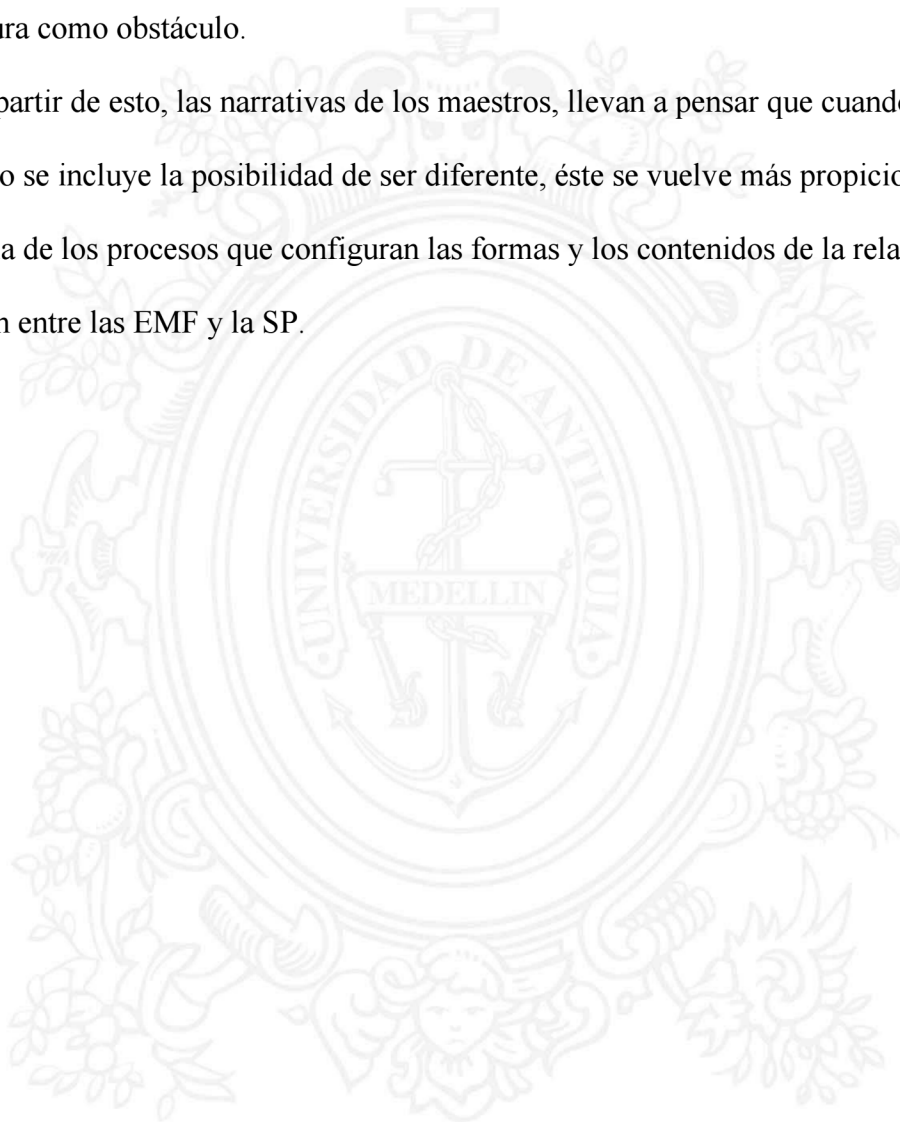 ura como obstáculo.
partir de esto, las narrativas de los maestros, llevan a pensar que cuando
o se incluye la posibilidad de ser diferente, éste se vuelve más propicio
a de los procesos que configuran las formas y los contenidos de la rela
n entre las EMF y la SP.
UNIVERSIDAD DE ANTIOQUIA
MEDELLIN